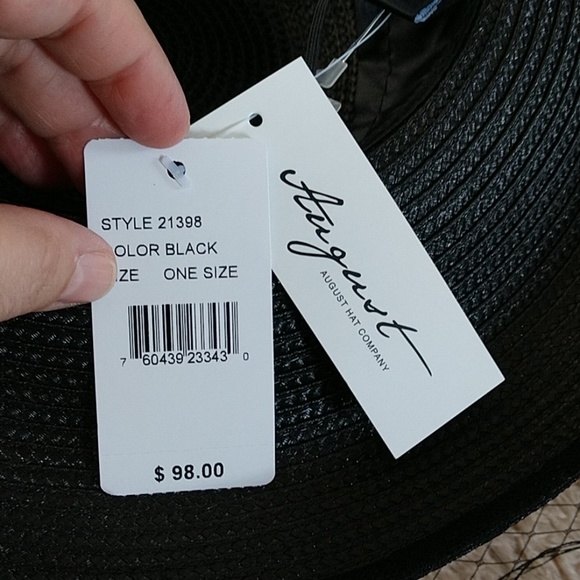 STYLE 21398
OLOR BLACK
ZE ONE SIZE
7 60439 23343 0
$ 98.00
August
AUGUST HAT COMPANY